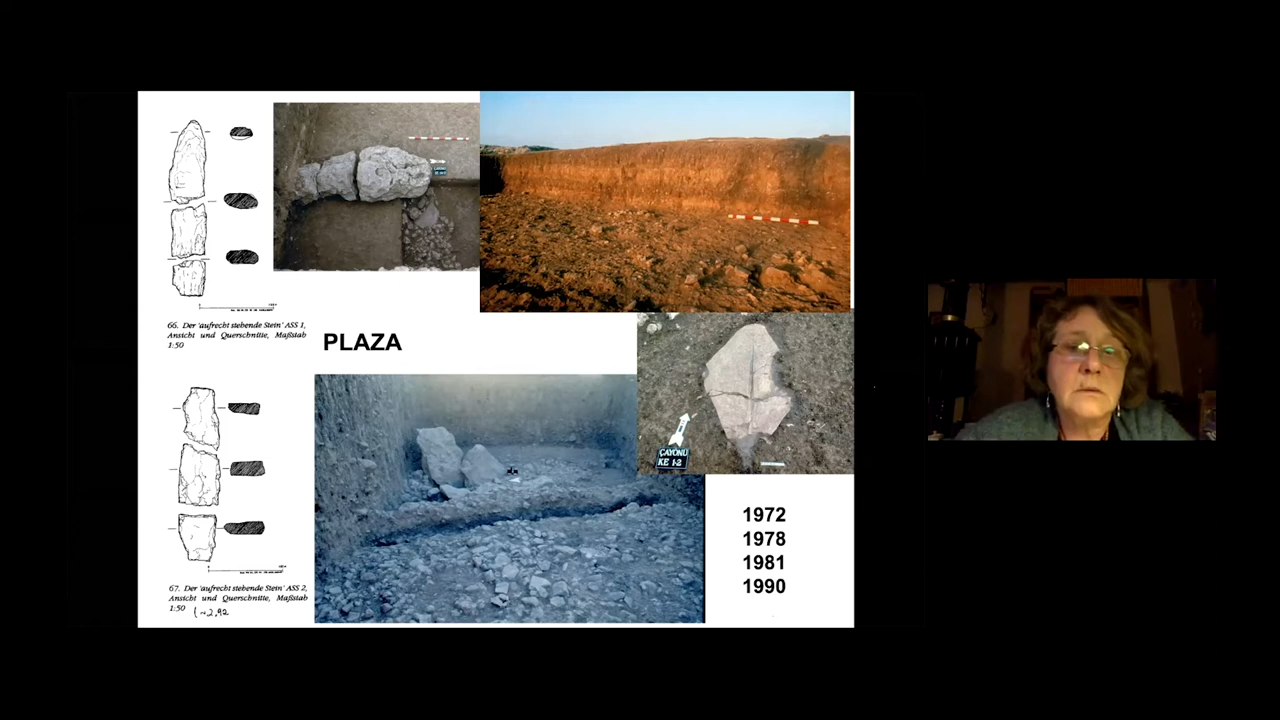 66. Der 'aufrecht stehende Stein' ASS 1,
Ansicht und Querschnitte, Maßstab
1:50
PLAZA
ÇAYÖNÜ
KE 1-2
67. Der 'aufrecht stehende Stein' ASS 2,
Ansicht und Querschnitte, Maßstab
1:50
1972
1978
1981
1990